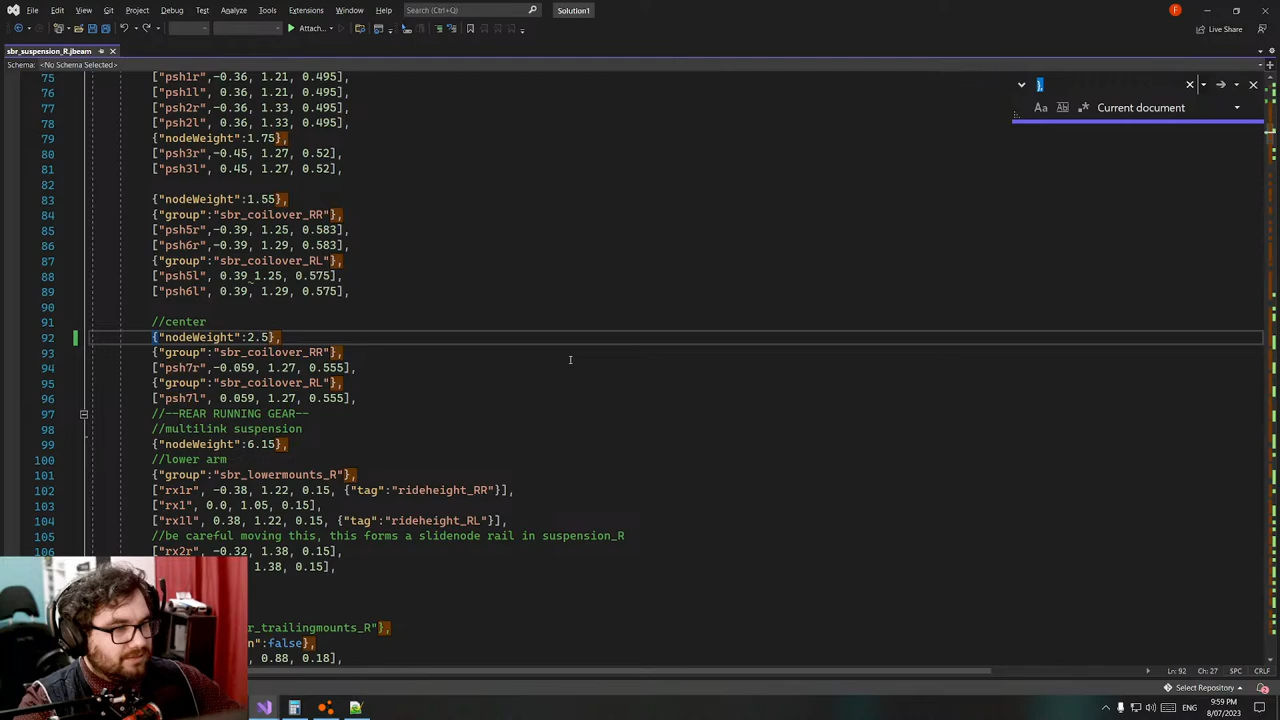 File Edit View Git Project Debug Test Analyze Tools Extensions Window Help Search (Ctrl+Q) Solution1 F
Attach... Live Share
sbr_suspension_R.jbeam
Schema: <No Schema Selected>
},
Aa Current document
75 ["psh1r",-0.36, 1.21, 0.495],
76 ["psh1l", 0.36, 1.21, 0.495],
77 ["psh2r",-0.36, 1.33, 0.495],
78 ["psh2l", 0.36, 1.33, 0.495],
79 {"nodeWeight":1.75},
80 ["psh3r",-0.45, 1.27, 0.52],
81 ["psh3l", 0.45, 1.27, 0.52],
82
83 {"nodeWeight":1.55},
84 {"group":"sbr_coilover_RR"},
85 ["psh5r",-0.39, 1.25, 0.583],
86 ["psh6r",-0.39, 1.29, 0.583],
87 {"group":"sbr_coilover_RL"},
88 ["psh5l", 0.39 1.25, 0.575],
89 ["psh6l", 0.39, 1.29, 0.575],
90
91 //center
92 {"nodeWeight":2.5},
93 {"group":"sbr_coilover_RR"},
94 ["psh7r",-0.059, 1.27, 0.555],
95 {"group":"sbr_coilover_RL"},
96 ["psh7l", 0.059, 1.27, 0.555],
97 //--REAR RUNNING GEAR--
98 //multilink suspension
99 {"nodeWeight":6.15},
100 //lower arm
101 {"group":"sbr_lowermounts_R"},
102 ["rx1r", -0.38, 1.22, 0.15, {"tag":"rideheight_RR"}],
103 ["rx1", 0.0, 1.05, 0.15],
104 ["rx1l", 0.38, 1.22, 0.15, {"tag":"rideheight_RL"}],
105 //be careful moving this, this forms a slidenode rail in suspension_R
106 ["rx2r", -0.32, 1.38, 0.15],
1.38, 0.15],
r_trailingmounts_R"},
n":false},
, 0.88, 0.18],
Ln: 92 Ch: 27 SPC CRLF
Select Repository
ENG 9:59 PM
8/07/2023